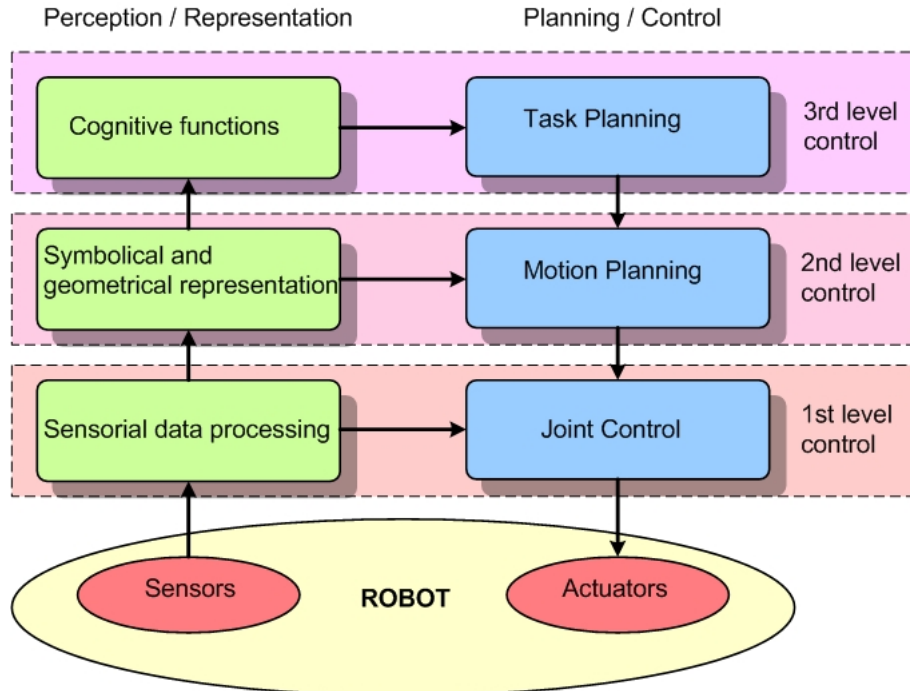 Perception / Representation
Planning / Control
Cognitive functions
Task Planning
3rd level
control
Symbolical and
geometrical representation
Motion Planning
2nd level
control
Sensorial data processing
Joint Control
1st level
control
Sensors
ROBOT
Actuators